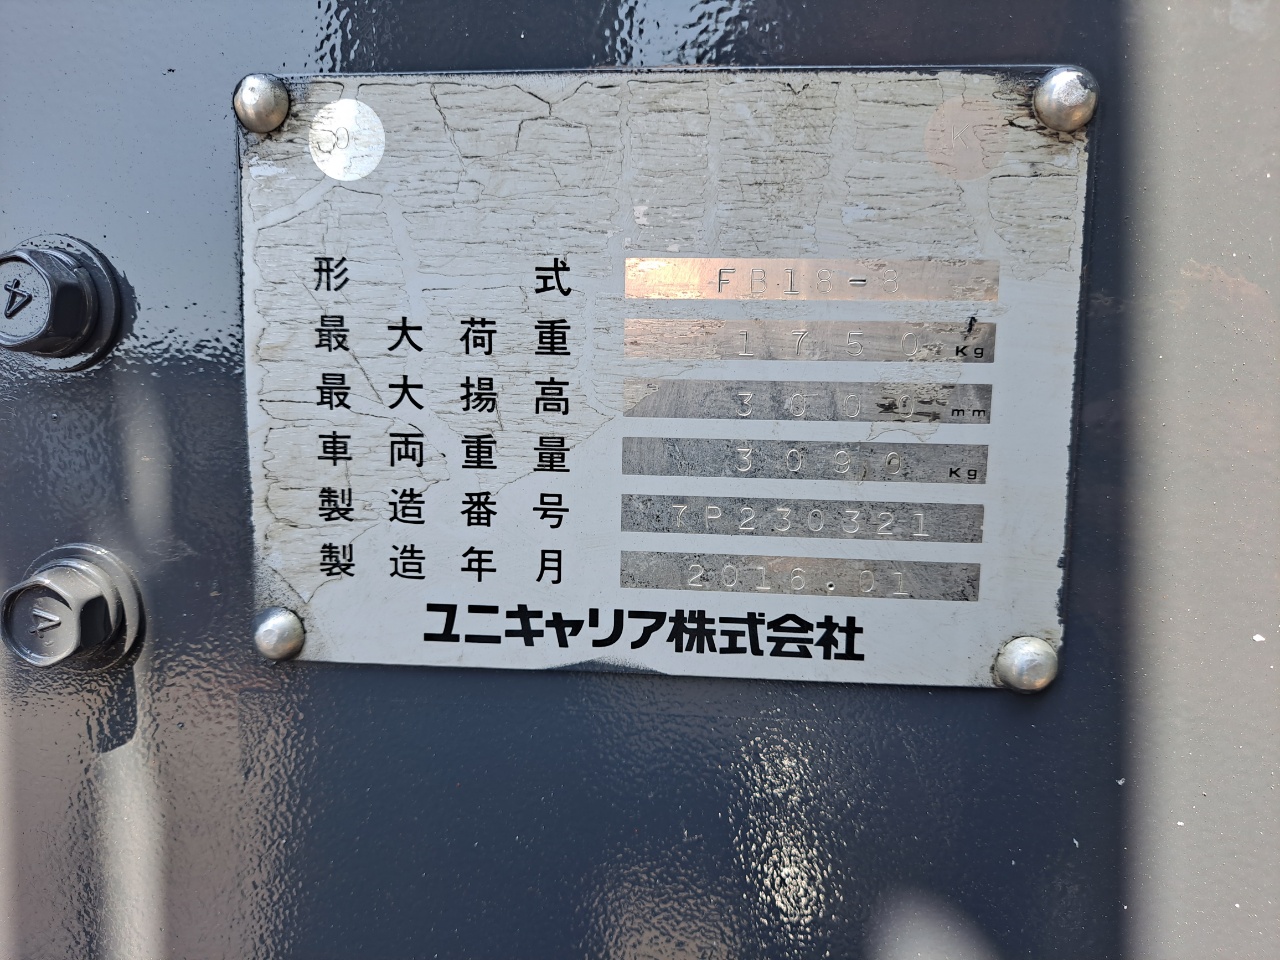 形式 FB18-8
最大荷重 1750 Kg
最大揚高 3000 mm
車両重量 3090 Kg
製造番号 7P230321
製造年月 2016.01
ユニキャリア株式会社
4
4